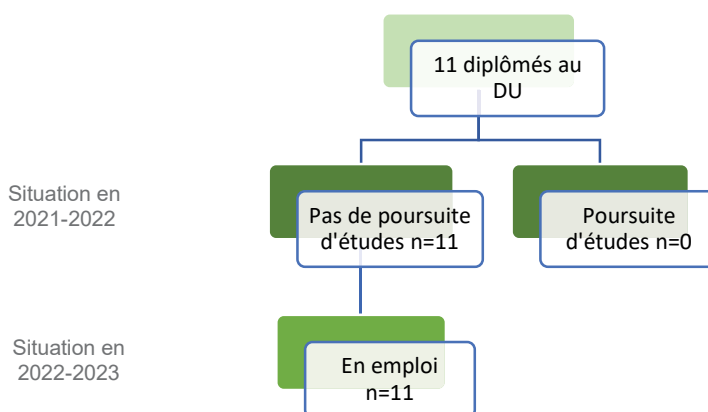 11 diplômés au
DU
Situation en
2021-2022
Pas de poursuite
d'études n=11
Poursuite
d'études n=0
Situation en
2022-2023
En emploi
n=11